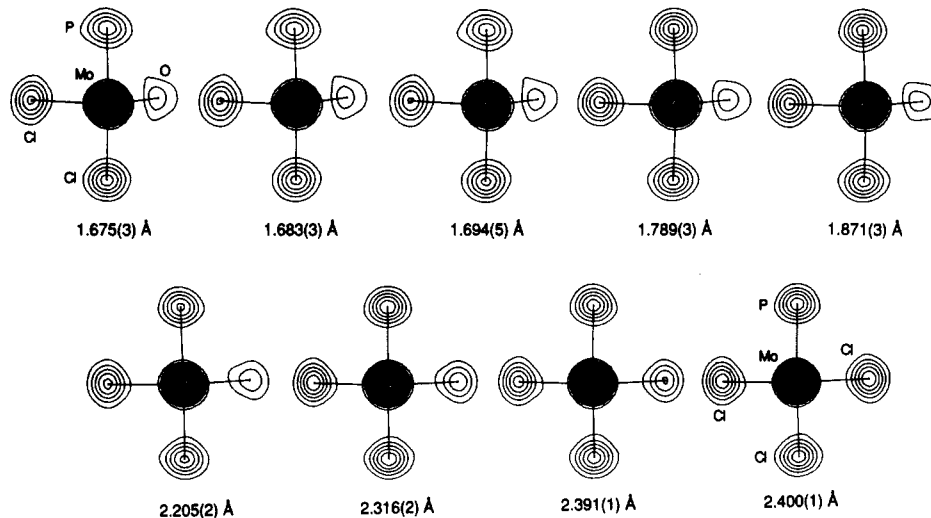 P
Mo
O
Cl
Cl
1.675(3) Å
1.683(3) Å
1.694(5) Å
1.789(3) Å
1.871(3) Å
P
Mo
Cl
Cl
Cl
2.205(2) Å
2.316(2) Å
2.391(1) Å
2.400(1) Å